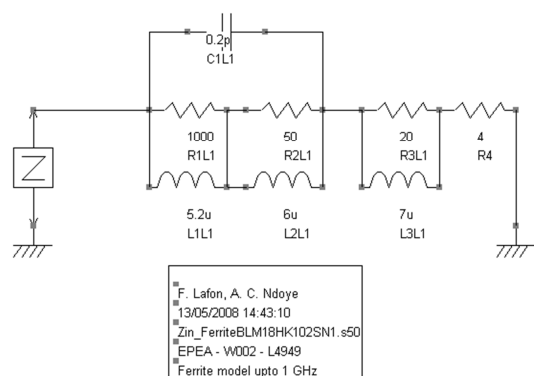 0.2p
C1L1
1000
50
20
4
R1L1
R2L1
R3L1
R4
Z
5.2u
6u
7u
L1L1
L2L1
L3L1
F. Lafon, A. C. Ndoye
13/05/2008 14:43:10
Zin_FerriteBLM18HK102SN1.s50
EPEA - W002 - L4949
Ferrite model upto 1 GHz